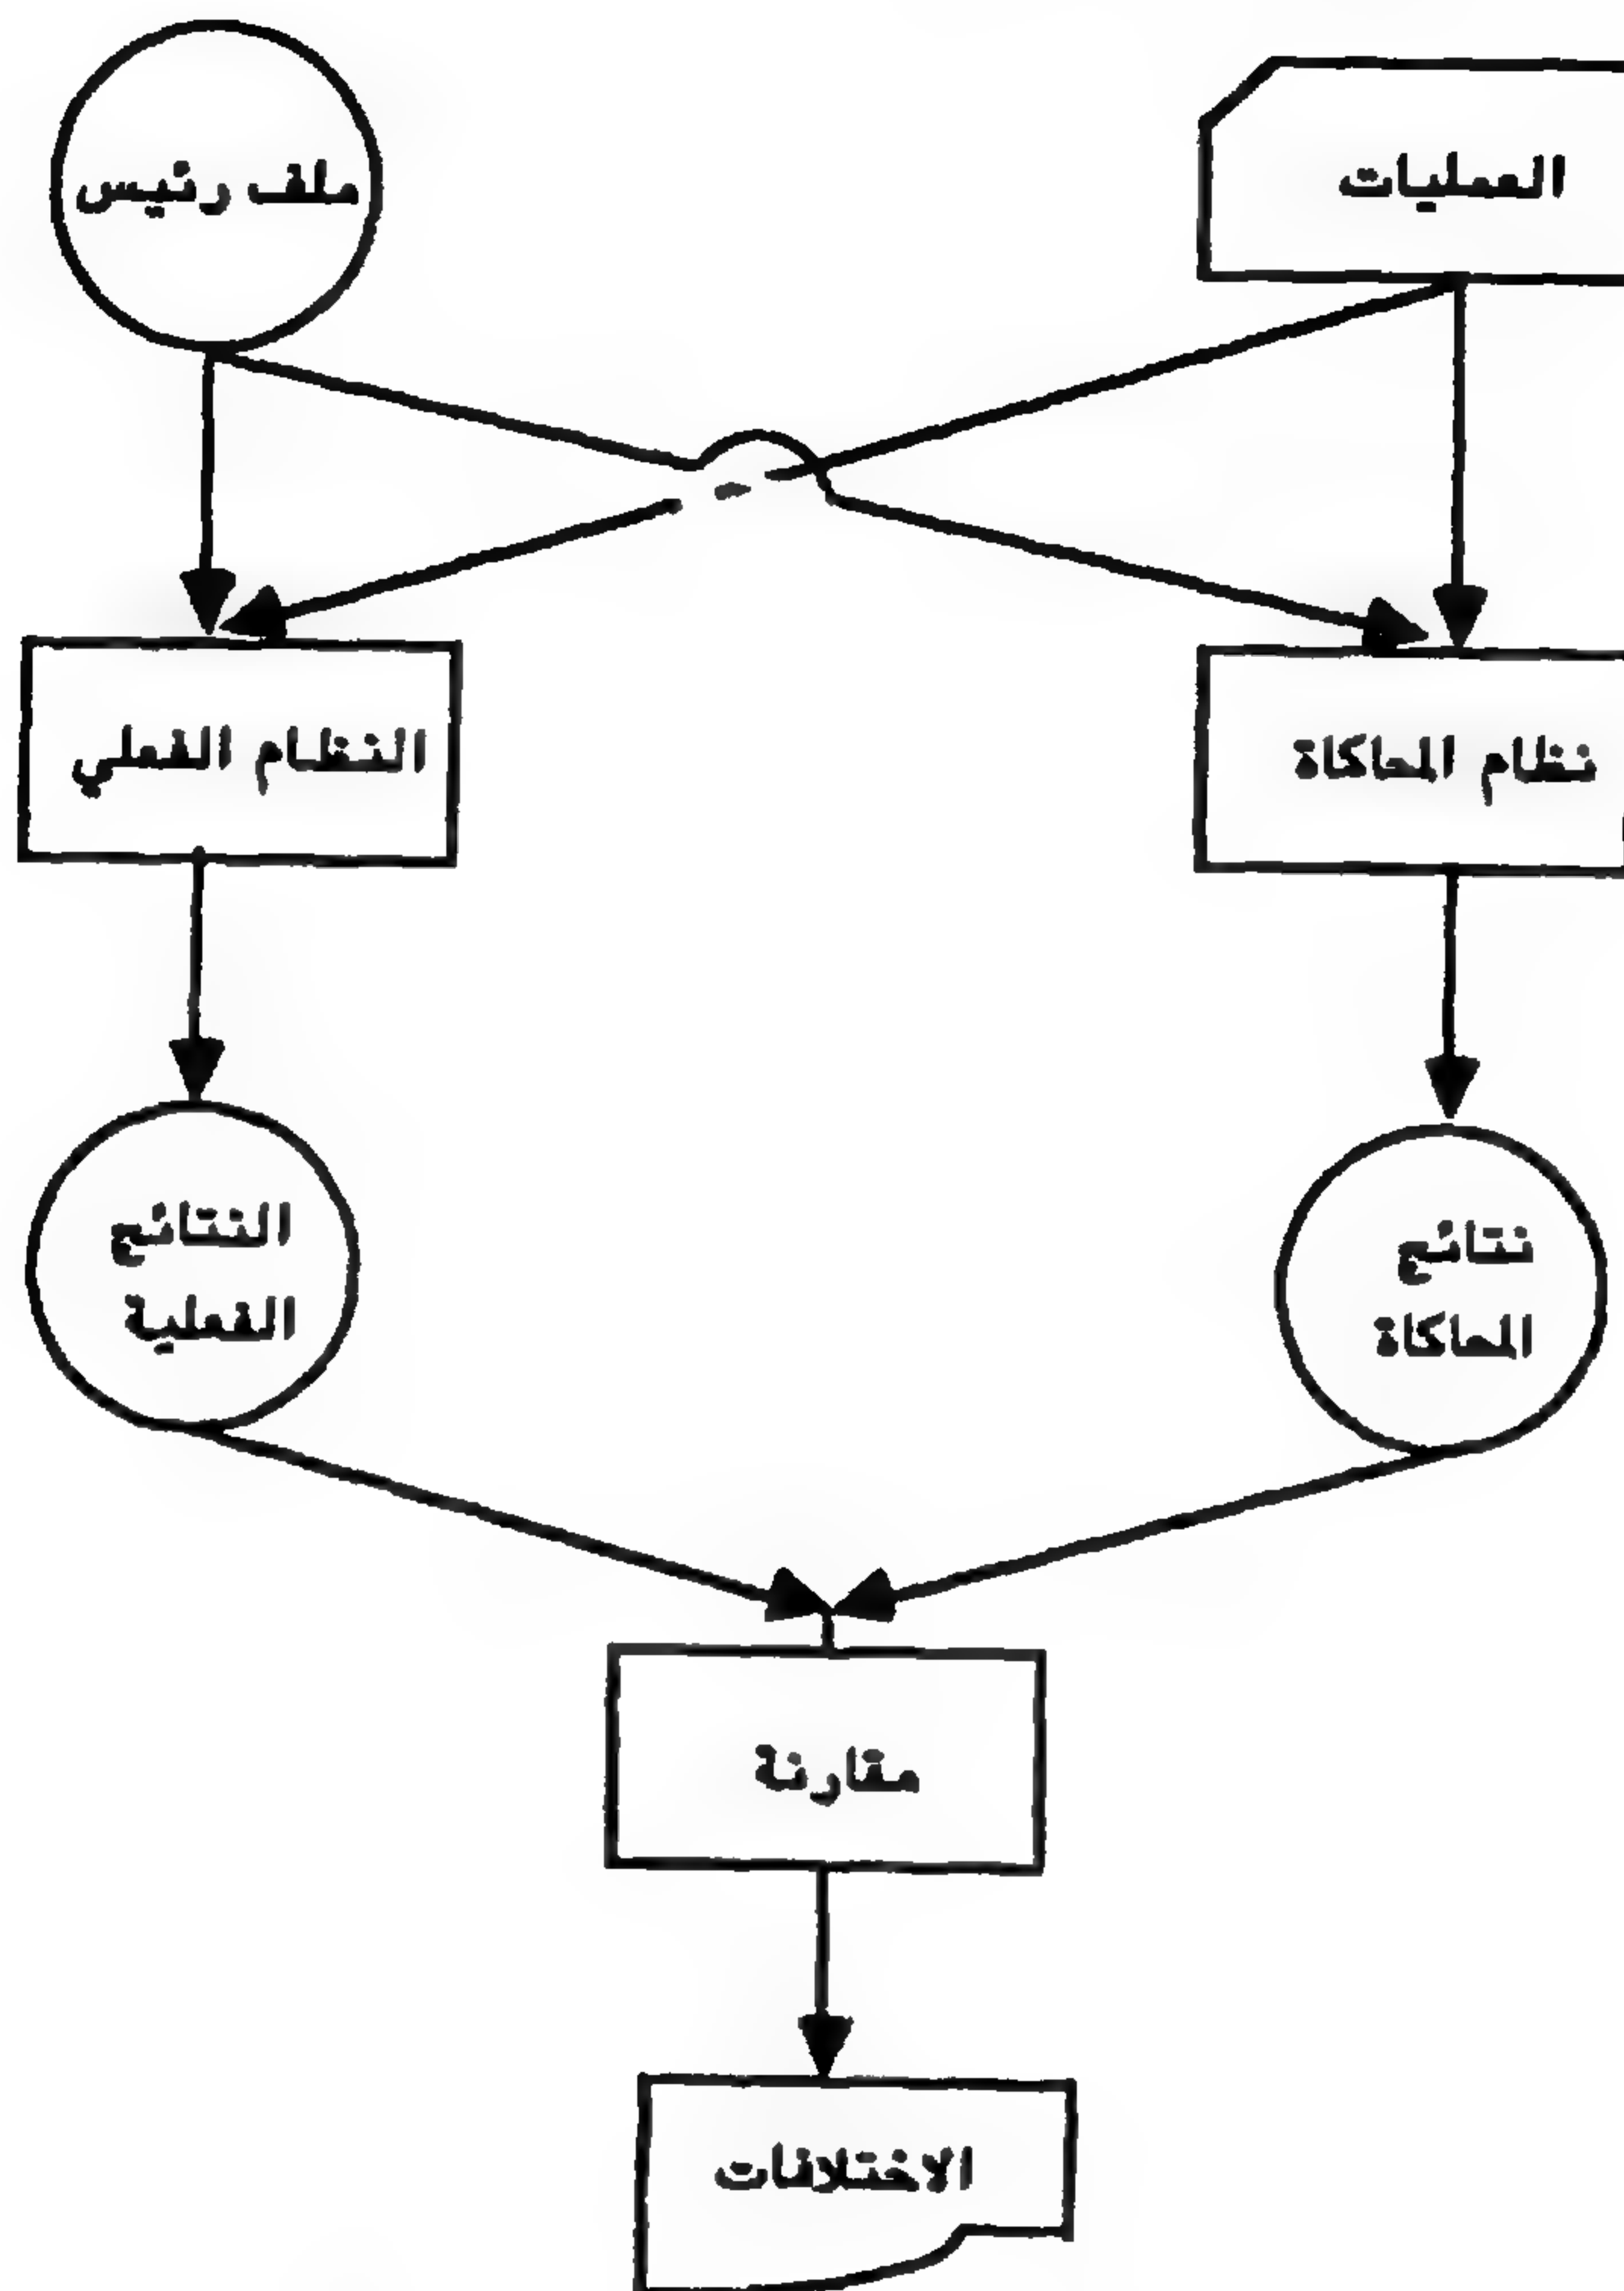 العمليات
ملف رئيس
نظام المحاكاة
النظام الفعلي
نتائج
المحاكاة
النتائج
الفعلية
مقارنة
الاختلافات